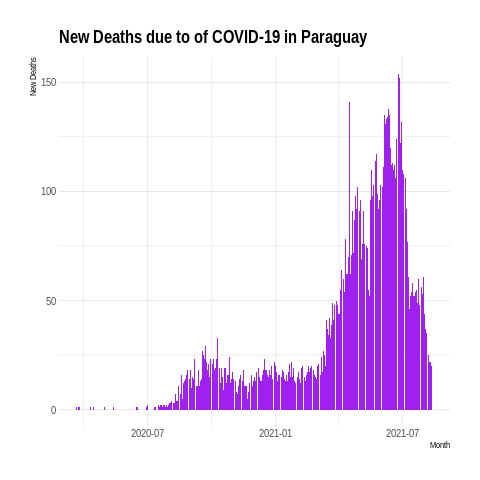 New Deaths due to of COVID-19 in Paraguay
New Deaths
150
100
50
0
2020-07
2021-01
2021-07
Month